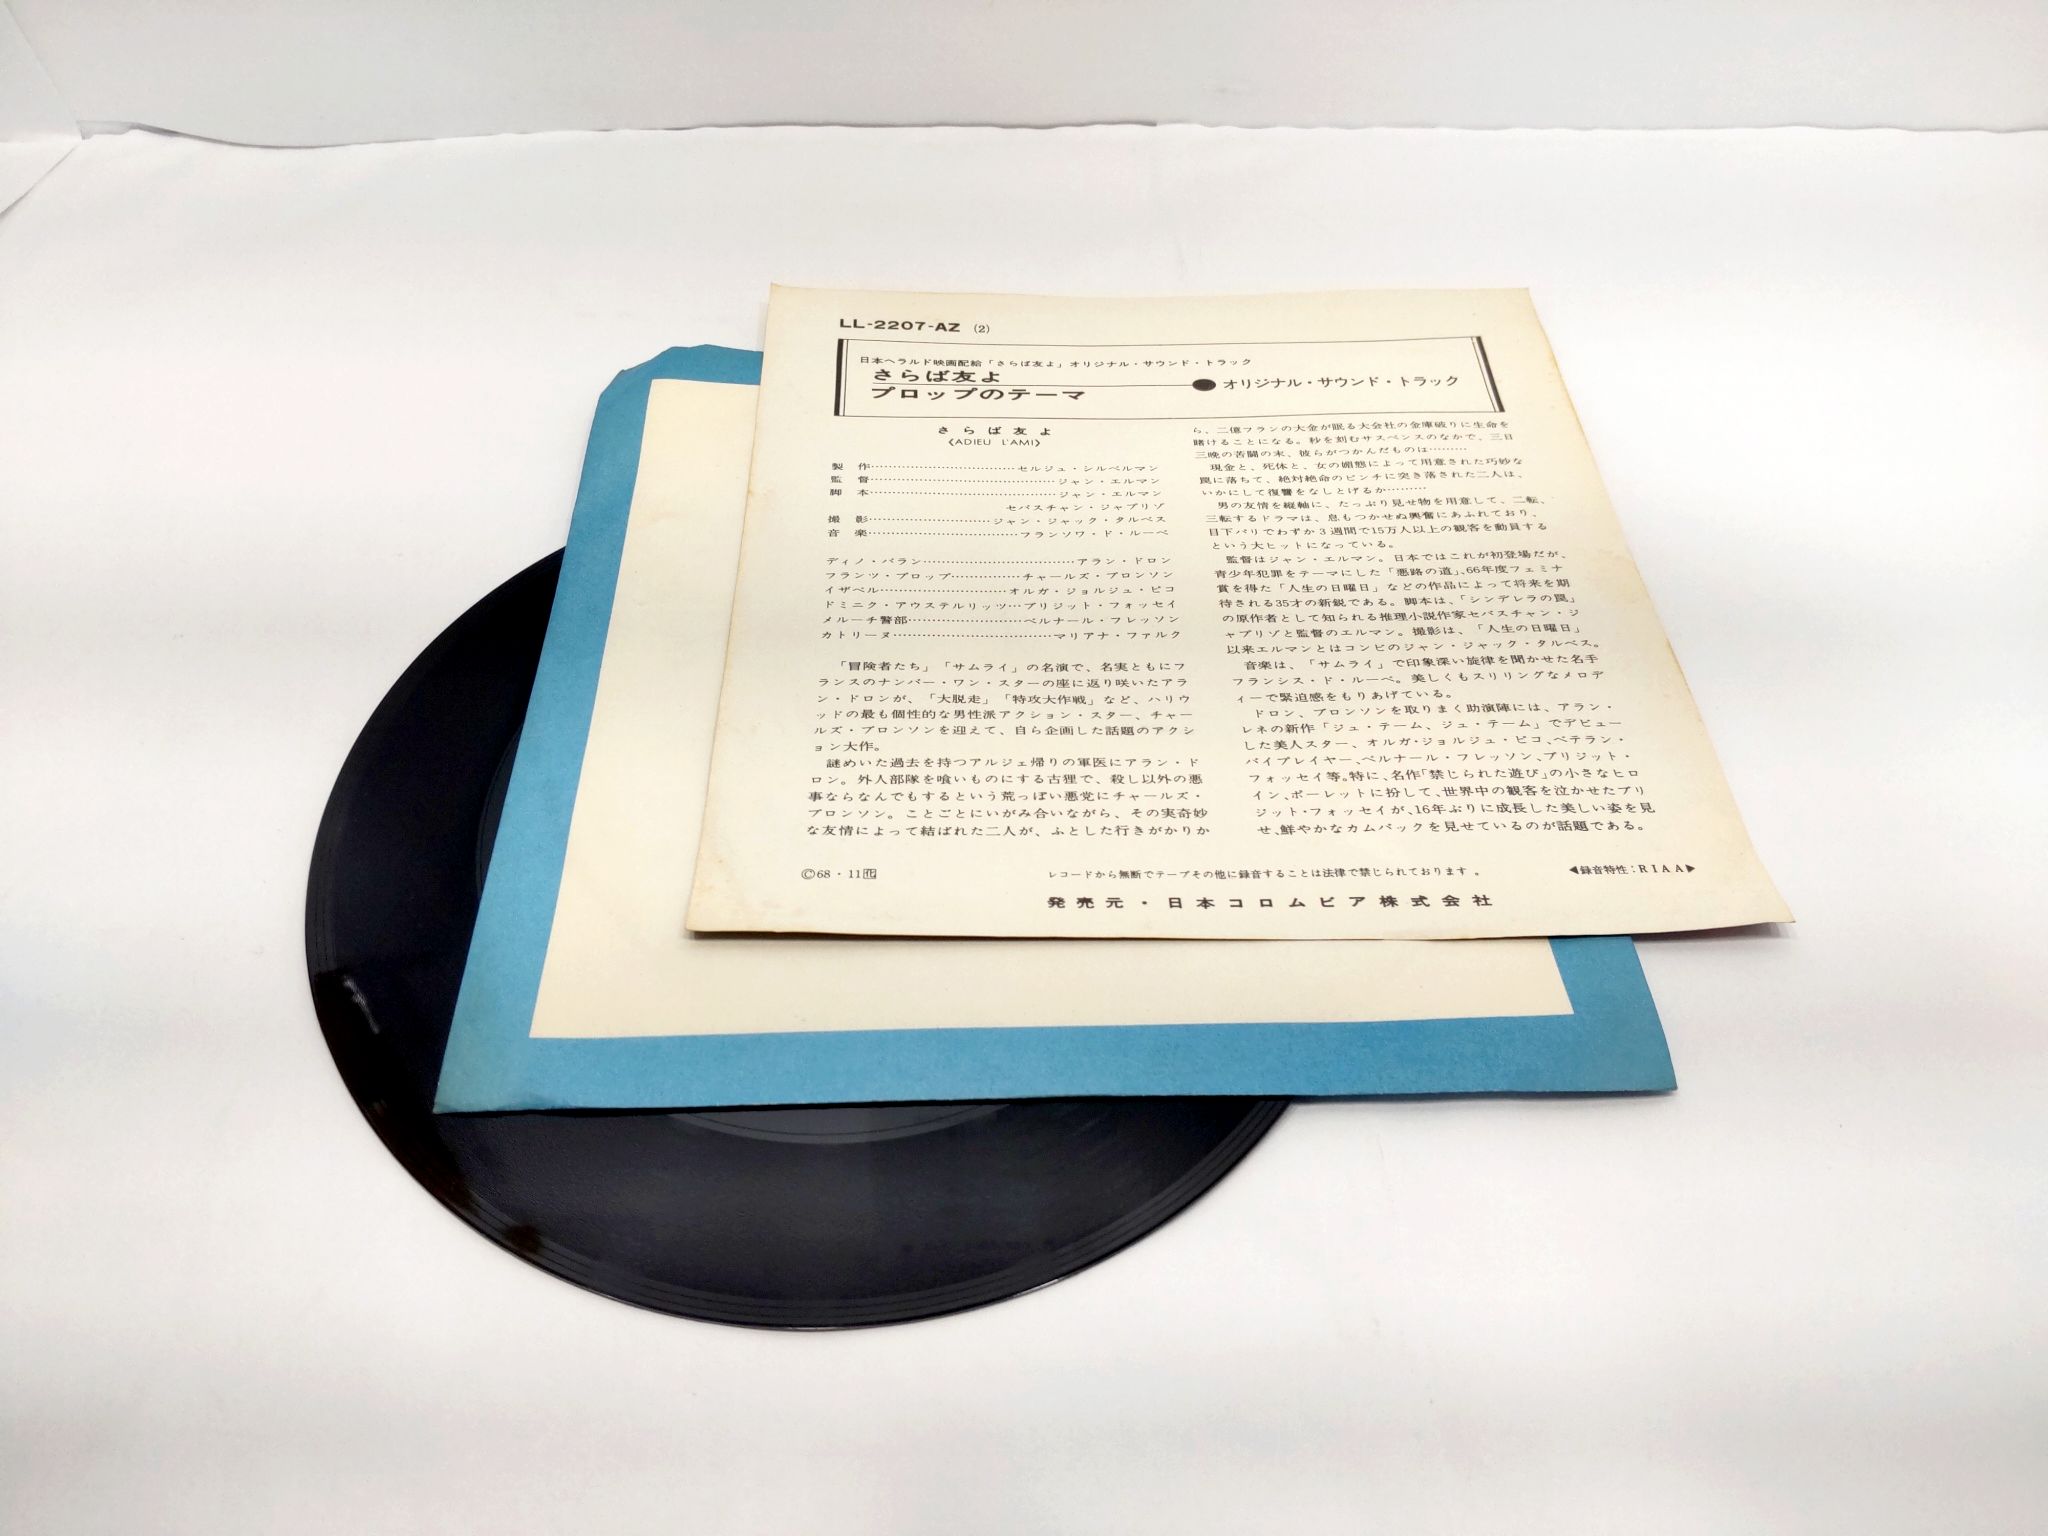 LL-2207-AZ (2)
日本ヘラルド映画配給「さらば友よ」オリジナル・サウンド・トラック
さらば友よ
プロップのテーマ
●オリジナル・サウンド・トラック
さらば友よ
《ADIEU L'AMI》
製作……………………………セルジュ・シルベルマン
監督……………………………………ジャン・エルマン
脚本……………………………………ジャン・エルマン
セバスチャン・ジャプリゾ
撮影………………………ジャン・ジャック・タルベス
音楽……………………………フランソワ・ド・ルーベ
ディノ・バラン……………………………アラン・ドロン
フランツ・プロップ……………チャールズ・ブロンソン
イザベル………………………オルガ・ジョルジュ・ピコ
ドミニク・アウステルリッツ…ブリジット・フォッセイ
メルーチ警部……………………ベルナール・フレッソン
カトリーヌ………………………………マリアナ・ファルク
「冒険者たち」「サムライ」の名演で、名実ともにフ
ランスのナンバー・ワン・スターの座に返り咲いたアラ
ン・ドロンが、「大脱走」「特攻大作戦」など、ハリウ
ッドの最も個性的な男性派アクション・スター、チャー
ルズ・ブロンソンを迎えて、自ら企画した話題のアクシ
ョン大作。
謎めいた過去を持つアルジェ帰りの軍医にアラン・ド
ロン。外人部隊を喰いものにする古狸で、殺し以外の悪
事ならなんでもするという荒っぽい悪党にチャールズ・
ブロンソン。ことごとにいがみ合いながら、その実奇妙
な友情によって結ばれた二人が、ふとした行きがかりか
ら、二億フランの大金が眠る大会社の金庫破りに生命を
賭けることになる。秒を刻むサスペンスのなかで、三日
三晩の苦闘の末、彼らがつかんだものは………
現金と、死体と、女の媚態によって用意された巧妙な
罠に落ちて、絶対絶命のピンチに突き落された二人は、
いかにして復讐をなしとげるか………
男の友情を縦軸に、たっぷり見せ物を用意して、二転、
三転するドラマは、息もつかせぬ興奮にあふれており、
目下パリでわずか3週間で15万人以上の観客を動員する
という大ヒットになっている。
監督はジャン・エルマン。日本ではこれが初登場だが、
青少年犯罪をテーマにした「悪路の道」、66年度フェミナ
賞を得た「人生の日曜日」などの作品によって将来を期
待される35才の新鋭である。脚本は、「シンデレラの罠」
の原作者として知られる推理小説作家セバスチャン・ジ
ャプリゾと監督のエルマン。撮影は、「人生の日曜日」
以来エルマンとはコンビのジャン・ジャック・タルベス。
音楽は、「サムライ」で印象深い旋律を聞かせた名手
フランシス・ド・ルーベ。美しくもスリリングなメロデ
ィーで緊迫感をもりあげている。
ドロン、ブロンソンを取りまく助演陣には、アラン・
レネの新作「ジュ・テーム、ジュ・テーム」でデビュー
した美人スター、オルガ・ジョルジュ・ピコ、ベテラン・
バイプレイヤー、ベルナール・フレッソン、ブリジット・
フォッセイ等。特に、名作「禁じられた遊び」の小さなヒロ
イン、ポーレットに扮して、世界中の観客を泣かせたブリ
ジット・フォッセイが、16年ぶりに成長した美しい姿を見
せ、鮮やかなカムバックを見せているのが話題である。
Ⓒ68・11化
レコードから無断でテープその他に録音することは法律で禁じられております。
◀録音特性:RIAA▶
発売元・日本コロムビア株式会社